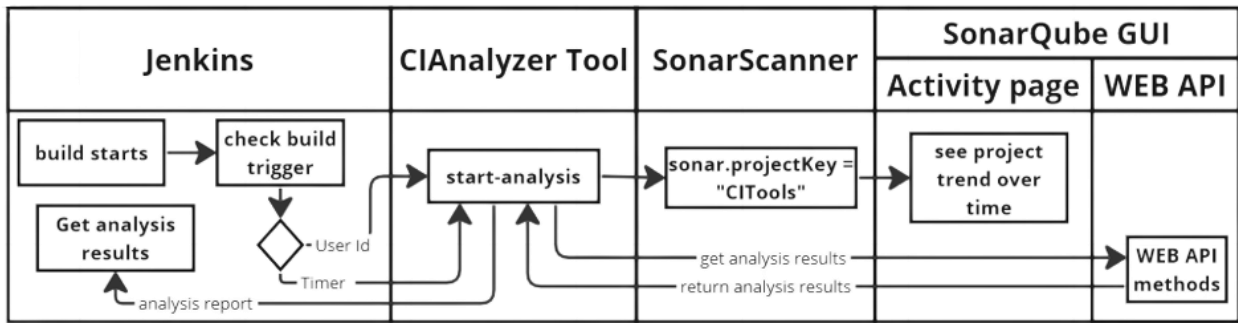 Jenkins
CIAnalyzer Tool
SonarScanner
SonarQube GUI
Activity page
WEB API
build starts
check build
trigger
start-analysis
sonar.projectKey =
"CITools"
see project
trend over
time
Get analysis
results
User Id
Timer
analysis report
get analysis results
return analysis results
WEB API
methods